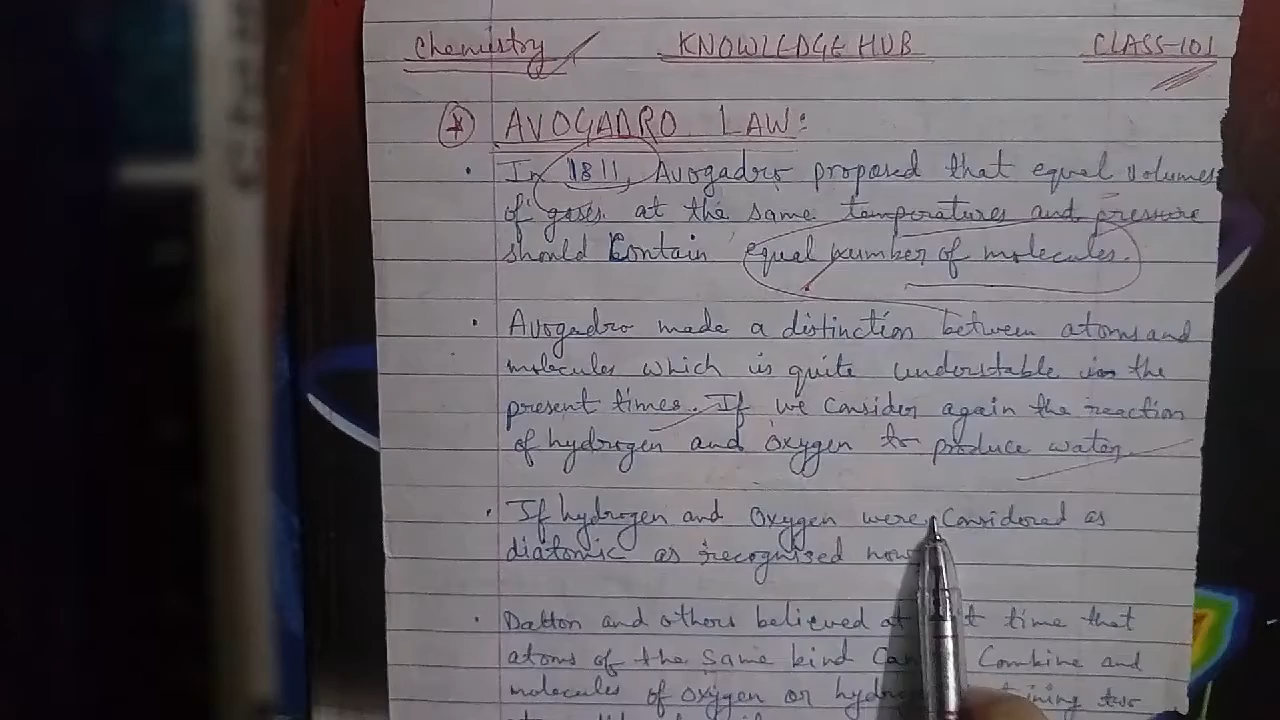 Chemistry KNOWLEDGE HUB CLASS-101
AVOGADRO LAW:
In 1811, Avogadro proposed that equal volumes
of gases at the same temperatures and pressure
should contain equal number of molecules.
Avogadro made a distinction between atoms and
molecules which is quite understable in the
present times. If we consider again the reaction
of hydrogen and oxygen to produce water
If hydrogen and Oxygen were considered as
diatomic as recognised now
Dalton and others believed at time that
atoms of the same kind combine and
molecules of oxygen or two